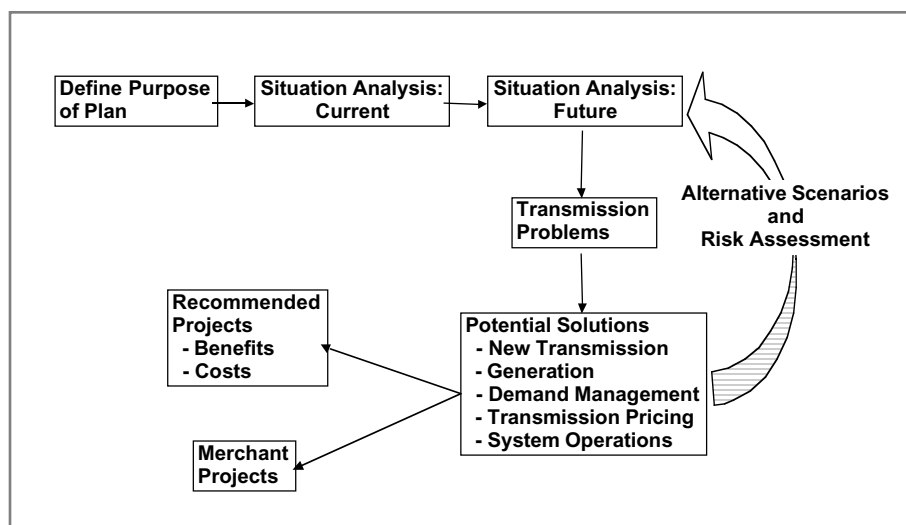 Define Purpose
of Plan
Situation Analysis:
Current
Situation Analysis:
Future
Alternative Scenarios
and
Risk Assessment
Transmission
Problems
Potential Solutions
- New Transmission
- Generation
- Demand Management
- Transmission Pricing
- System Operations
Recommended
Projects
- Benefits
- Costs
Merchant
Projects